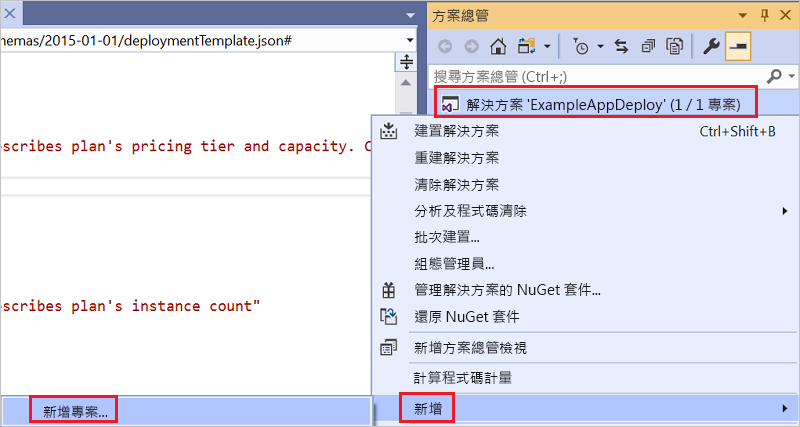 方案總管
hemas/2015-01-01/deploymentTemplate.json#
搜尋方案總管 (Ctrl+;)
解決方案 'ExampleAppDeploy' (1 / 1 專案)
建置解決方案 Ctrl+Shift+B
scribes plan's pricing tier and capacity. C
重建解決方案
清除解決方案
分析及程式碼清除
批次建置...
組態管理員...
管理解決方案的 NuGet 套件...
scribes plan's instance count"
還原 NuGet 套件
新增方案總管檢視
計算程式碼計量
新增
新增專案...